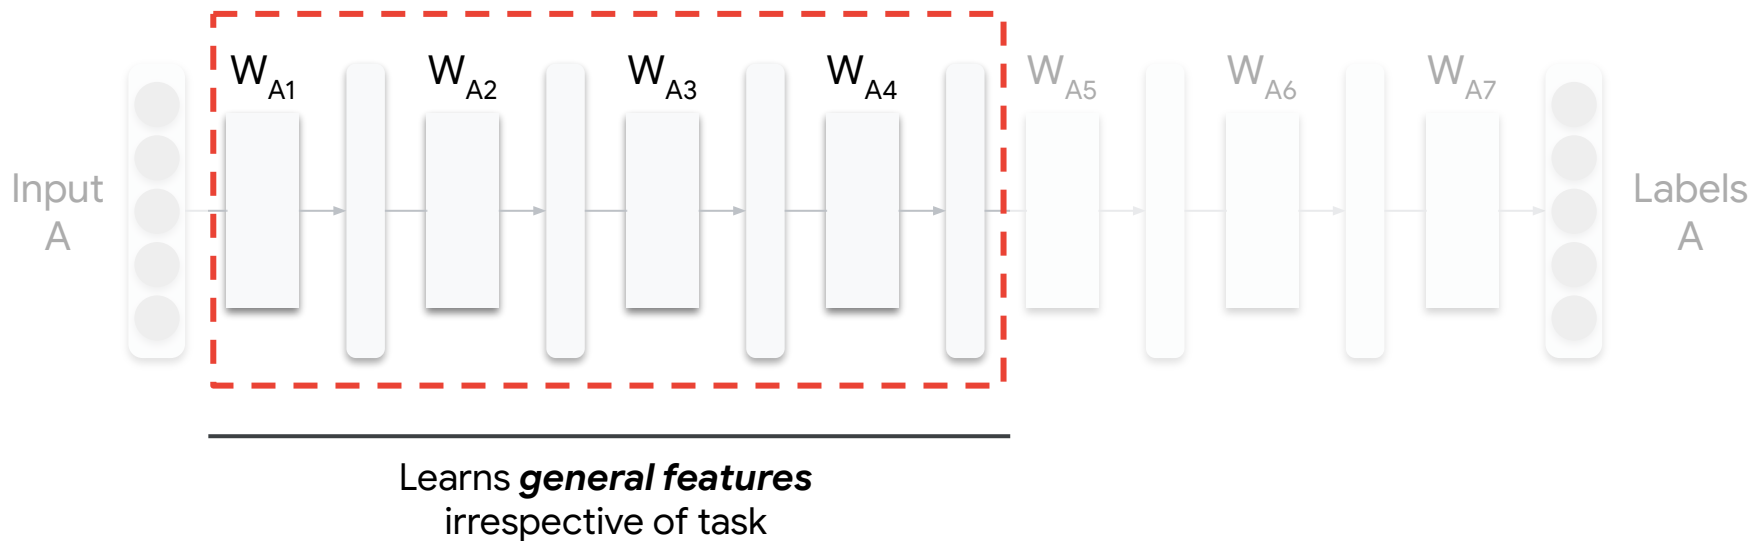 W A1 W A2 W A3 W A4 W A5 W A6 W A7
Input
A
Labels
A
Learns general features
irrespective of task